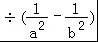 ÷ (1/a² - 1/b²)